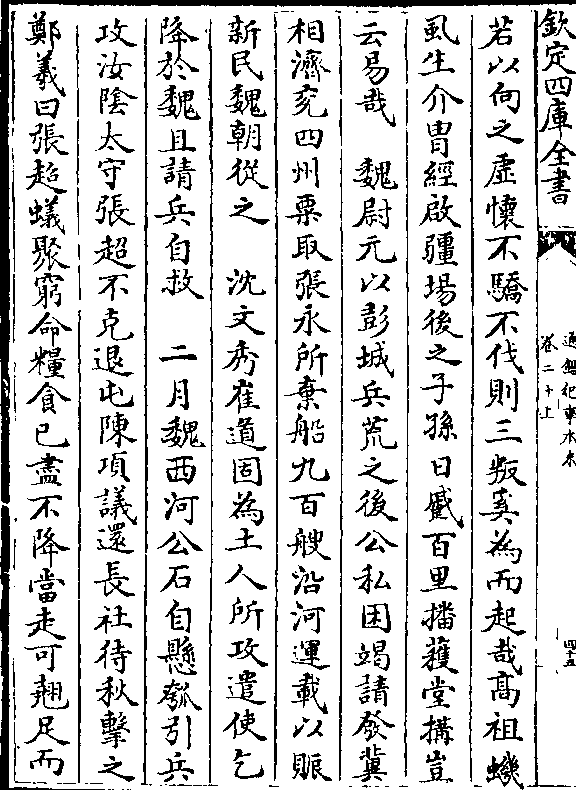 欽定四庫全書
通鑑紀事本末
卷二十上
四十五
若以向之虛懷不驕不伐則三叛奚為而起哉高祖蟣
虱生介胄經啟疆場後之子孫日蹙百里播穫堂搆豈
云易哉　魏尉元以彭城兵荒之後公私困竭請發冀
相濟兗四州粟取張永所棄船九百艘沿河運載以賑
新民魏朝從之　沈文秀崔道固為土人所攻遣使乞
降於魏且請兵自救　二月魏西河公石自懸瓠引兵
攻汝陰太守張超不克退屯陳項議還長社待秋擊之
鄭羲曰張超蟻聚窮命糧食已盡不降當走可翹足而